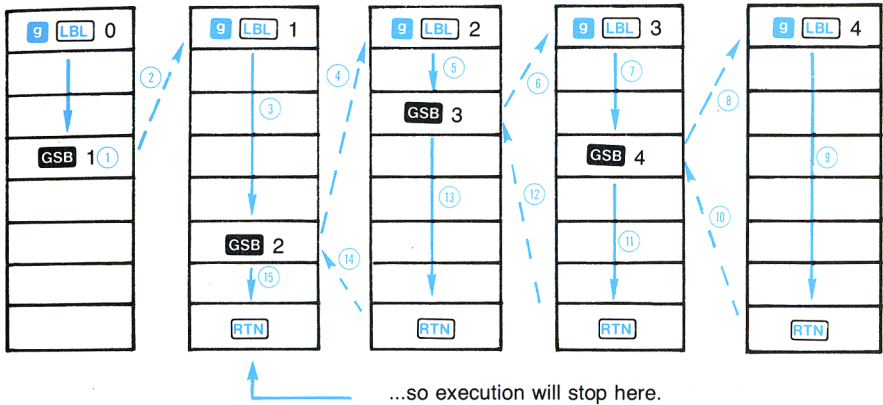 g LBL 0 g LBL 1 g LBL 2 g LBL 3 g LBL 4
② ④ ⑤ ⑥ ⑦ ⑧
③ GSB 3
GSB 1 ① GSB 4 ⑨
⑬ ⑫ ⑩
GSB 2 ⑭ ⑪
⑮
RTN RTN RTN RTN
...so execution will stop here.